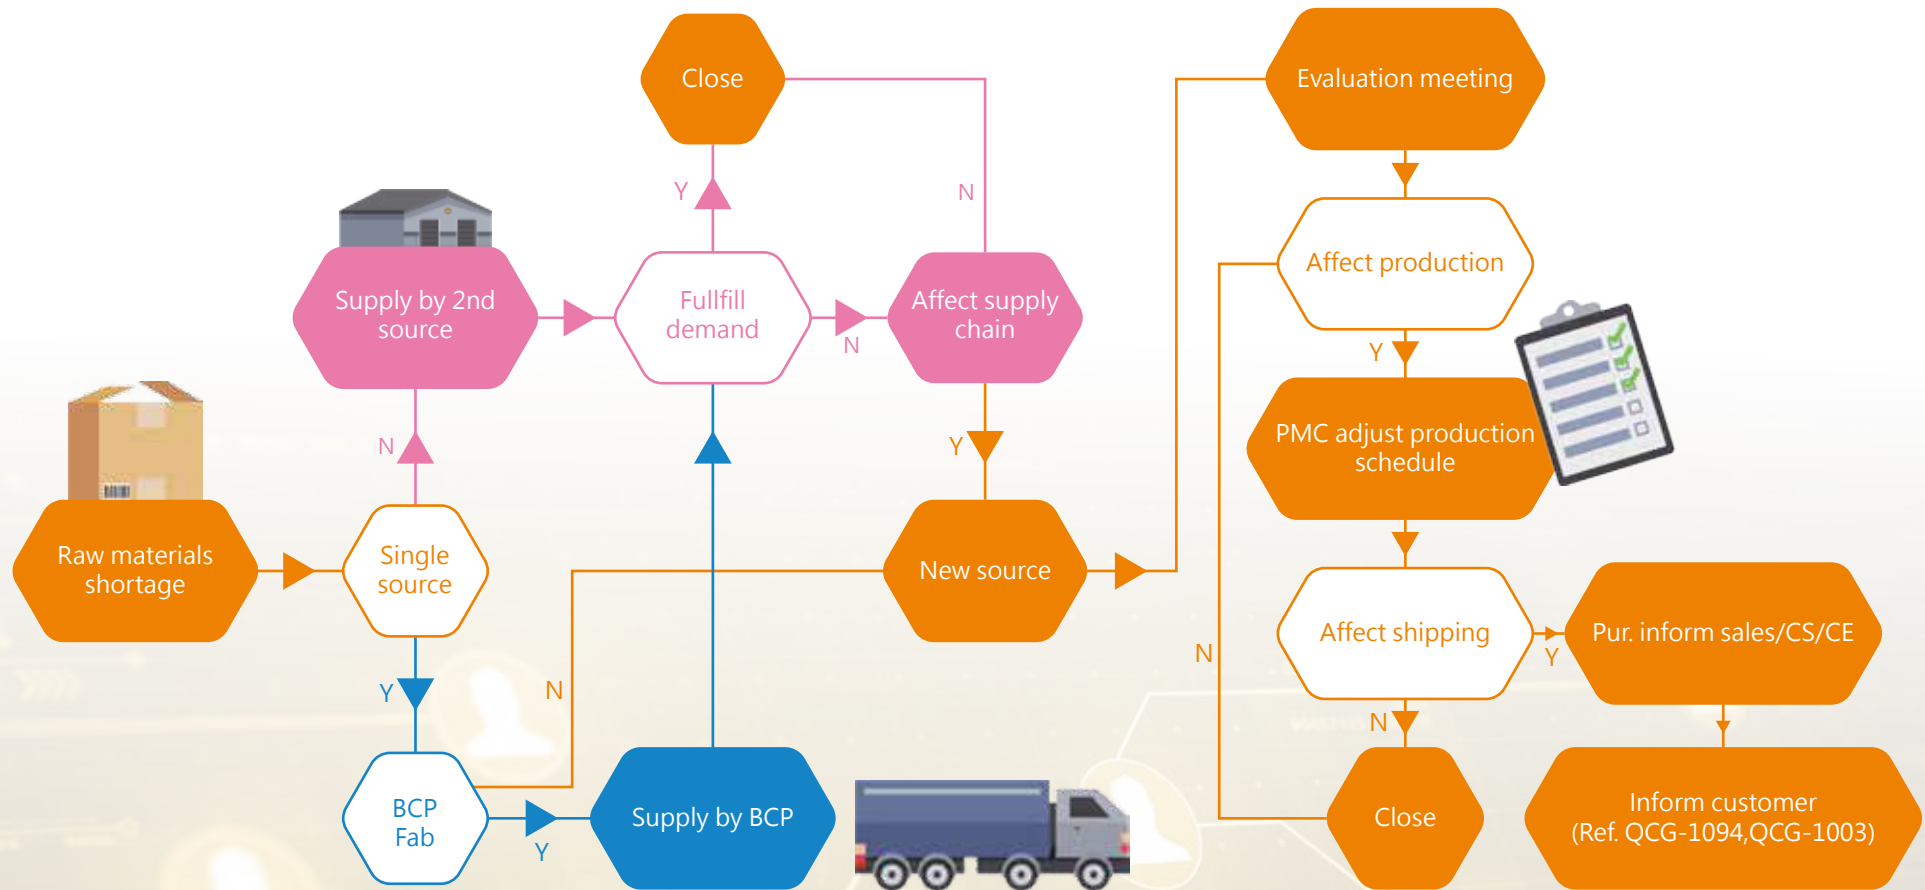 Close
Evaluation meeting
Y
N
Supply by 2nd
source
Fullfill
demand
N
Affect supply
chain
Affect production
Y
N
Y
PMC adjust production
schedule
Raw materials
shortage
Single
source
New source
Affect shipping
Y
Pur. inform sales/CS/CE
N
Y
N
N
BCP
Fab
Y
Supply by BCP
Close
Inform customer
(Ref. QCG-1094,QCG-1003)